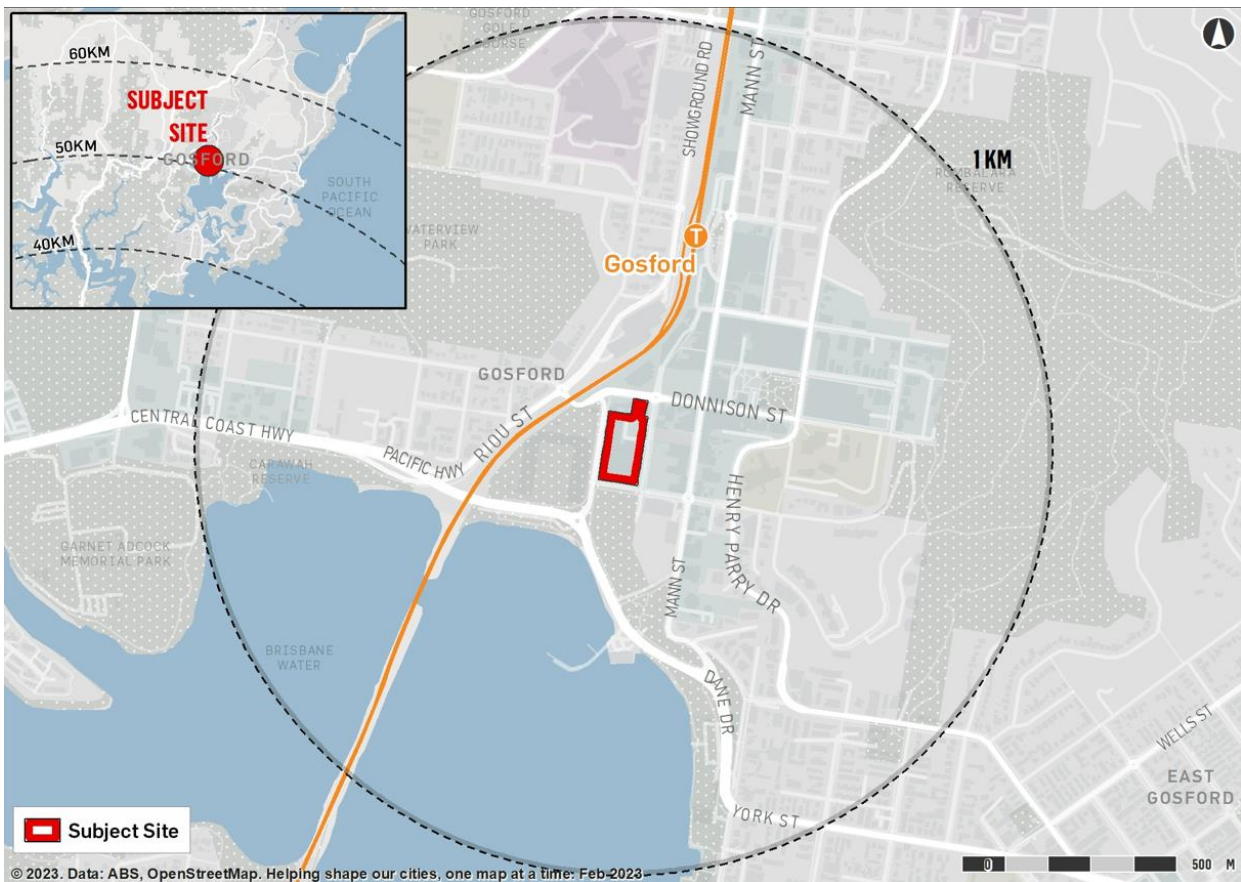 60KM
SUBJECT
SITE
50KM
GOSFORD
SOUTH
PACIFIC
OCEAN
40KM
GOSFORD
GOLF
COURSE
SHOWGROUND RD
MANN ST
1 KM
RUMBALARA
RESERVE
WATERVIEW
PARK
T
Gosford
GOSFORD
DONNISON ST
CENTRAL COAST HWY
RIOU ST
PACIFIC HWY
CARAWAH
RESERVE
HENRY PARRY DR
GARNET ADCOCK
MEMORIAL PARK
MANN ST
BRISBANE
WATER
DANE DR
WELLS ST
EAST
GOSFORD
YORK ST
Subject Site
0 500 M
© 2023. Data: ABS, OpenStreetMap. Helping shape our cities, one map at a time: Feb-2023